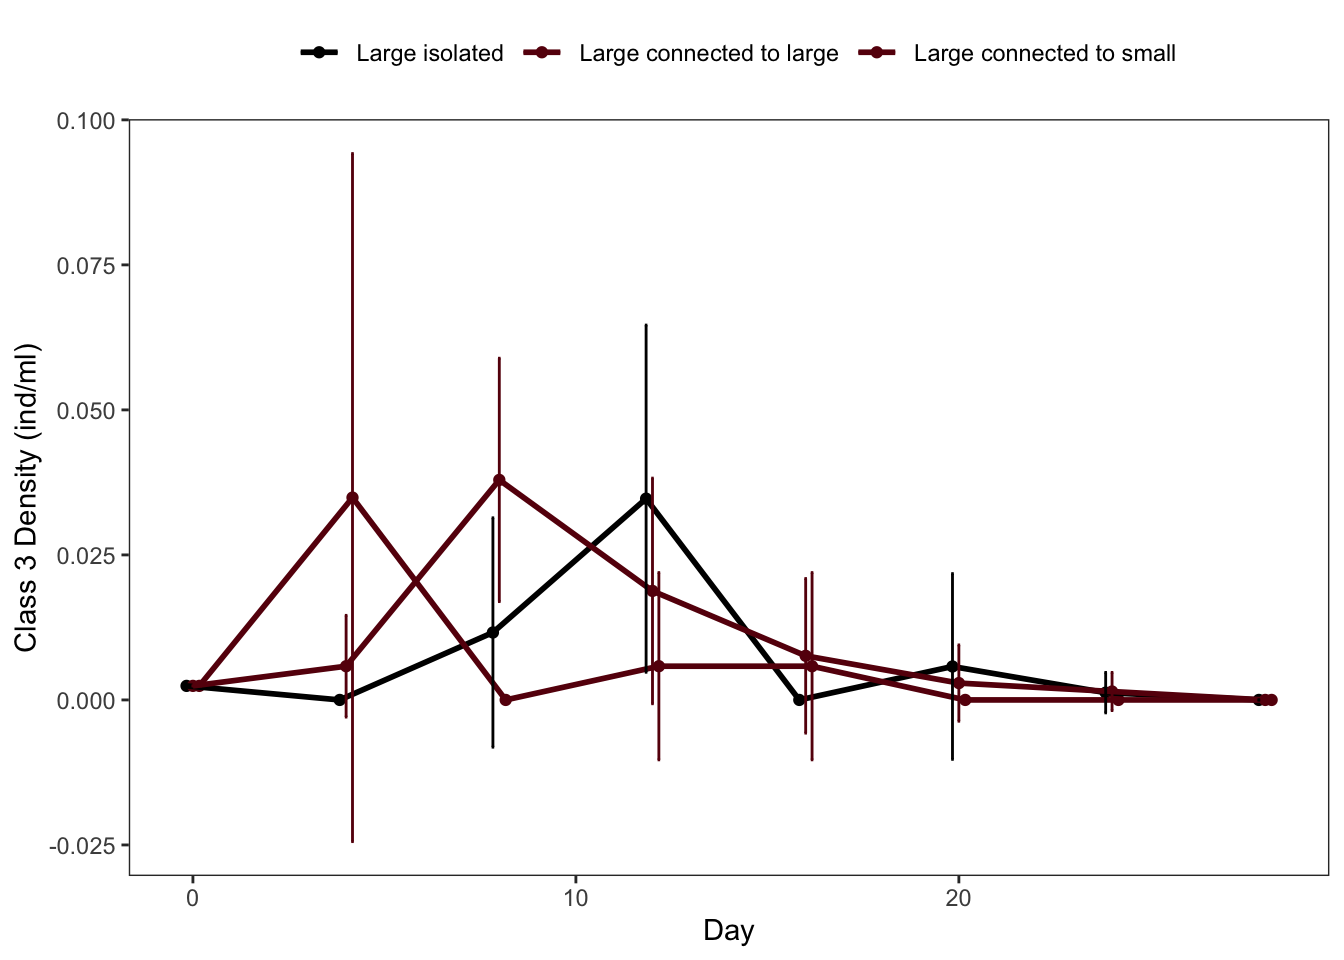 Large isolated Large connected to large Large connected to small
0.100
0.075
0.050
0.025
0.000
-0.025
Class 3 Density (ind/ml)
0 10 20
Day